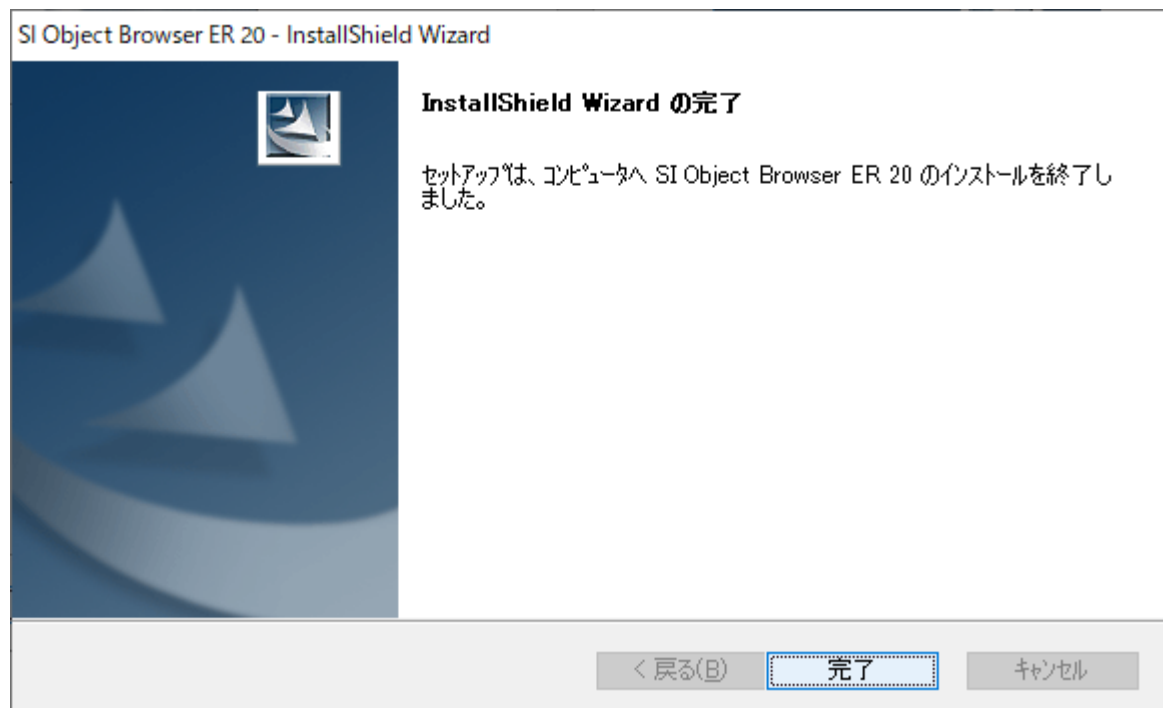 SI Object Browser ER 20 - InstallShield Wizard
InstallShield Wizard の完了
セットアップは、コンピュータへ SI Object Browser ER 20 のインストールを終了し
ました。
< 戻る(B)
完了
キャンセル